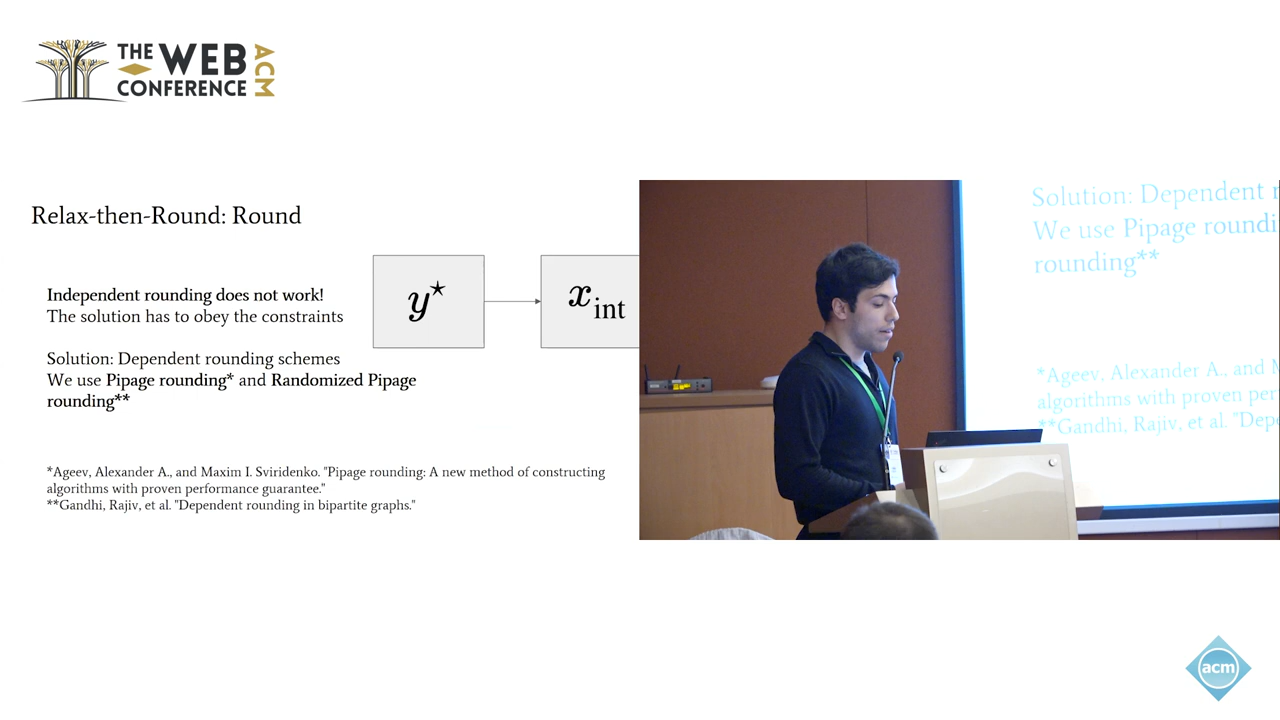 THE WEB
CONFERENCE
ACM
Relax-then-Round: Round
Independent rounding does not work!
The solution has to obey the constraints
Solution: Dependent rounding schemes
We use Pipage rounding* and Randomized Pipage
rounding**
y⋆
x_int
*Ageev, Alexander A., and Maxim I. Sviridenko. "Pipage rounding: A new method of constructing
algorithms with proven performance guarantee."
**Gandhi, Rajiv, et al. "Dependent rounding in bipartite graphs."
Solution: Dependent r
We use Pipage roundi
rounding**
*Ageev, Alexander A., and M
algorithms with proven per
**Gandhi, Rajiv, et al. "Depe
acm